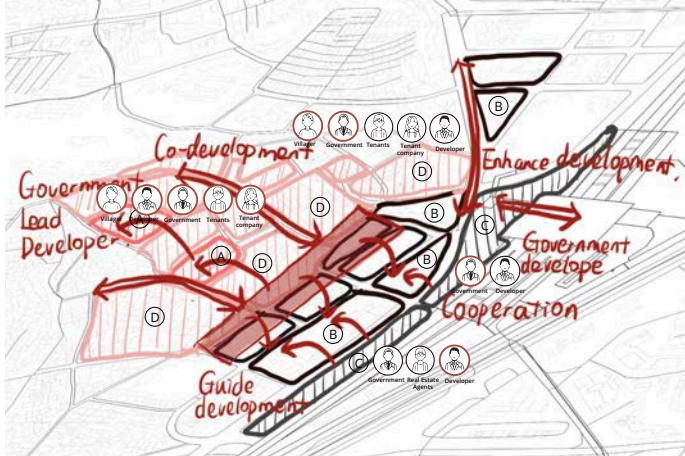 B
Villager
Government
Tenants
Tenant
company
Developer
Co-development
D
Enhance development.
Government
Lead
Developer.
Villager
Government
Tenants
Tenant
company
D
B
C
A
D
B
Government
develope
Government
Developer
Cooperation
D
B
C
Government
Real Estate
Agents
Developer
Guide
development